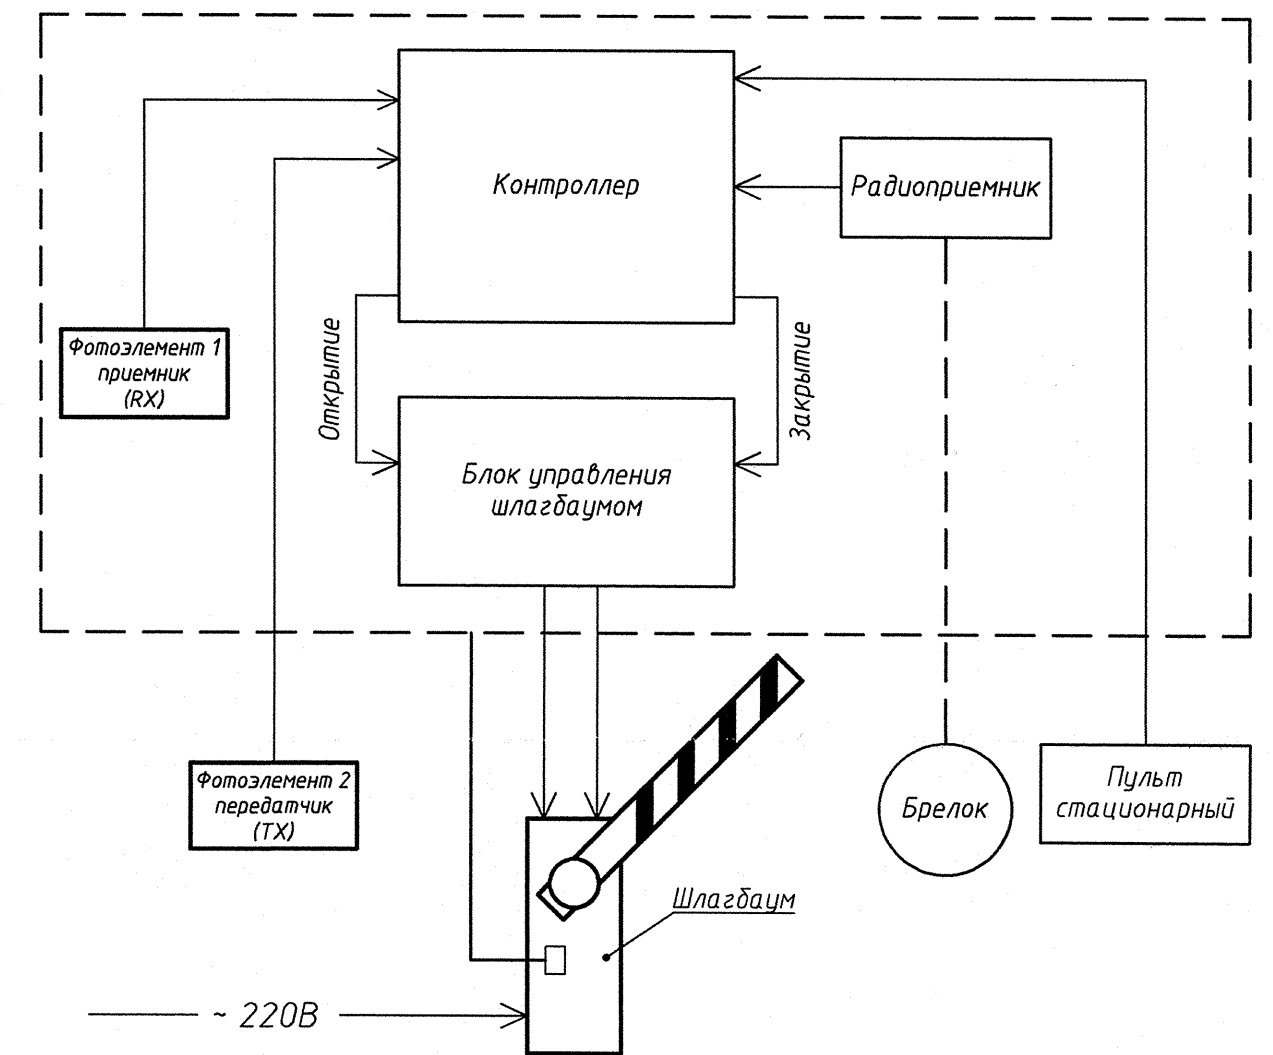 Контроллер
Радиоприемник
Фотоэлемент 1
приемник
(RX)
Открытие
Закрытие
Блок управления
шлагбаумом
Фотоэлемент 2
передатчик
(TX)
Брелок
Пульт
стационарный
Шлагбаум
~ 220В